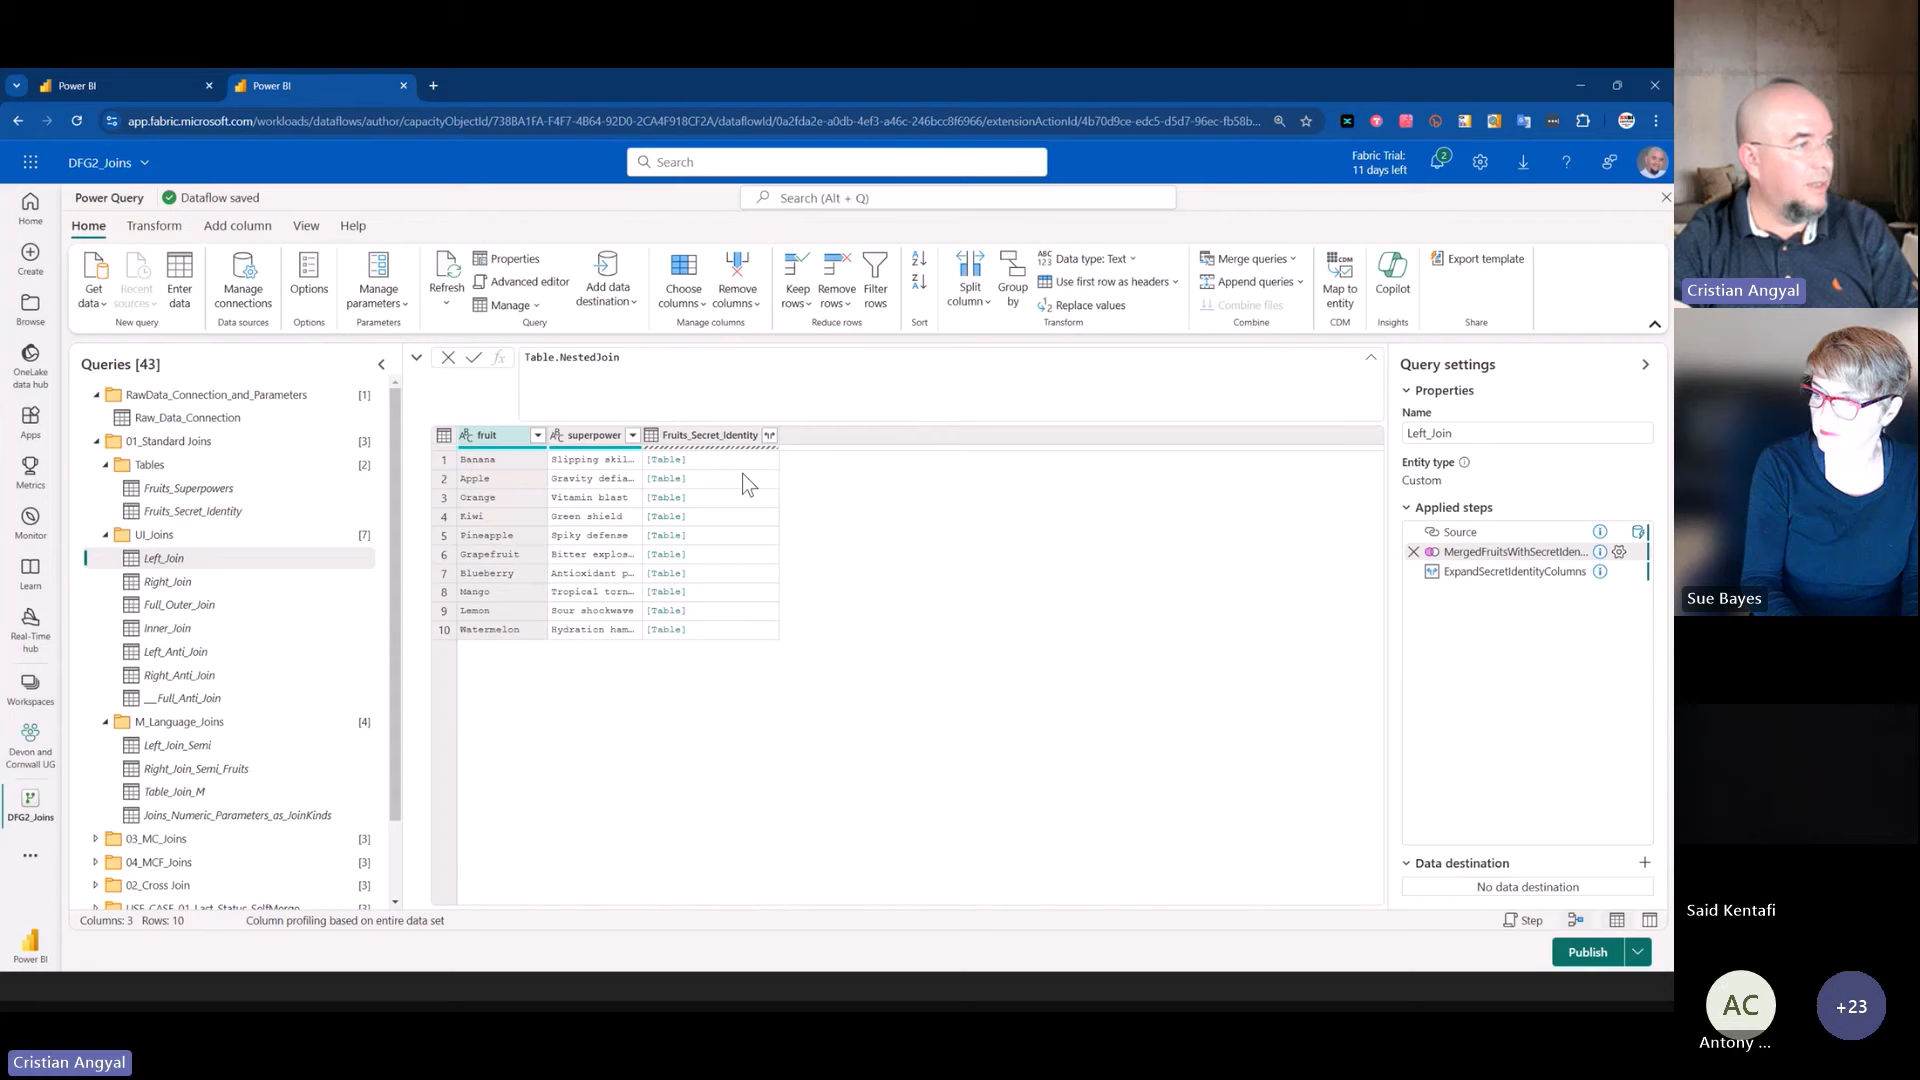 Power BI
Power BI
app.fabric.microsoft.com/workloads/dataflows/author/capacityObjectId/738BA1FA-F4F7-4B64-92D0-2CA4F918CF2A/dataflowId/0a2fda2e-a0db-4ef3-a46c-246bcc8f6966/extensionActionId/4b70d9ce-edc5-d5d7-96ec-fb58b...
DFG2_Joins
Search
Fabric Trial:
11 days left
2
Power Query
Dataflow saved
Search (Alt + Q)
Home
Transform
Add column
View
Help
Get data
Recent sources
Enter data
New query
Manage connections
Data sources
Options
Options
Manage parameters
Parameters
Refresh
Properties
Advanced editor
Manage
Query
Add data destination
Choose columns
Remove columns
Manage columns
Keep rows
Remove rows
Filter rows
Reduce rows
Sort
Split column
Group by
Data type: Text
Use first row as headers
Replace values
Transform
Merge queries
Append queries
Combine files
Combine
Map to entity
CDM
Copilot
Insights
Export template
Share
Home
Create
Browse
OneLake data hub
Apps
Metrics
Monitor
Learn
Real-Time hub
Workspaces
Devon and Cornwall UG
DFG2_Joins
Power BI
Queries [43]
RawData_Connection_and_Parameters [1]
Raw_Data_Connection
01_Standard Joins [3]
Tables [2]
Fruits_Superpowers
Fruits_Secret_Identity
UI_Joins [7]
Left_Join
Right_Join
Full_Outer_Join
Inner_Join
Left_Anti_Join
Right_Anti_Join
__Full_Anti_Join
M_Language_Joins [4]
Left_Join_Semi
Right_Join_Semi_Fruits
Table_Join_M
Joins_Numeric_Parameters_as_JoinKinds
03_MC_Joins [3]
04_MCF_Joins [3]
02_Cross Join [3]
USE_CASE_01_Last_Status_SelfMerge [3]
fx
Table.NestedJoin
fruit superpower Fruits_Secret_Identity
1 Banana Slipping skil... [Table]
2 Apple Gravity defia... [Table]
3 Orange Vitamin blast [Table]
4 Kiwi Green shield [Table]
5 Pineapple Spiky defense [Table]
6 Grapefruit Bitter explos... [Table]
7 Blueberry Antioxidant p... [Table]
8 Mango Tropical torn... [Table]
9 Lemon Sour shockwave [Table]
10 Watermelon Hydration ham... [Table]
Query settings
Properties
Name
Left_Join
Entity type
Custom
Applied steps
Source
MergedFruitsWithSecretIden...
ExpandSecretIdentityColumns
Data destination
No data destination
Columns: 3 Rows: 10
Column profiling based on entire data set
Step
Publish
Cristian Angyal
Sue Bayes
Said Kentafi
AC
Antony ...
+23
Cristian Angyal